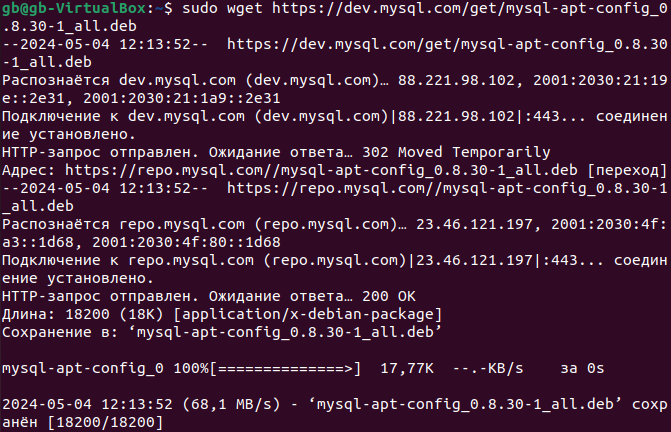 gb@gb-VirtualBox:~$ sudo wget https://dev.mysql.com/get/mysql-apt-config_0
.8.30-1_all.deb
--2024-05-04 12:13:52--  https://dev.mysql.com/get/mysql-apt-config_0.8.30
-1_all.deb
Распознаётся dev.mysql.com (dev.mysql.com)… 88.221.98.102, 2001:2030:21:19
e::2e31, 2001:2030:21:1a9::2e31
Подключение к dev.mysql.com (dev.mysql.com)|88.221.98.102|:443... соединен
ие установлено.
HTTP-запрос отправлен. Ожидание ответа… 302 Moved Temporarily
Адрес: https://repo.mysql.com//mysql-apt-config_0.8.30-1_all.deb [переход]
--2024-05-04 12:13:52--  https://repo.mysql.com//mysql-apt-config_0.8.30-1
_all.deb
Распознаётся repo.mysql.com (repo.mysql.com)… 23.46.121.197, 2001:2030:4f:
a3::1d68, 2001:2030:4f:80::1d68
Подключение к repo.mysql.com (repo.mysql.com)|23.46.121.197|:443... соедин
ение установлено.
HTTP-запрос отправлен. Ожидание ответа… 200 OK
Длина: 18200 (18K) [application/x-debian-package]
Сохранение в: ‘mysql-apt-config_0.8.30-1_all.deb’
mysql-apt-config_0 100%[==============>]  17,77K  --.-KB/s    за 0s
2024-05-04 12:13:52 (68,1 MB/s) - ‘mysql-apt-config_0.8.30-1_all.deb’ сохр
анён [18200/18200]